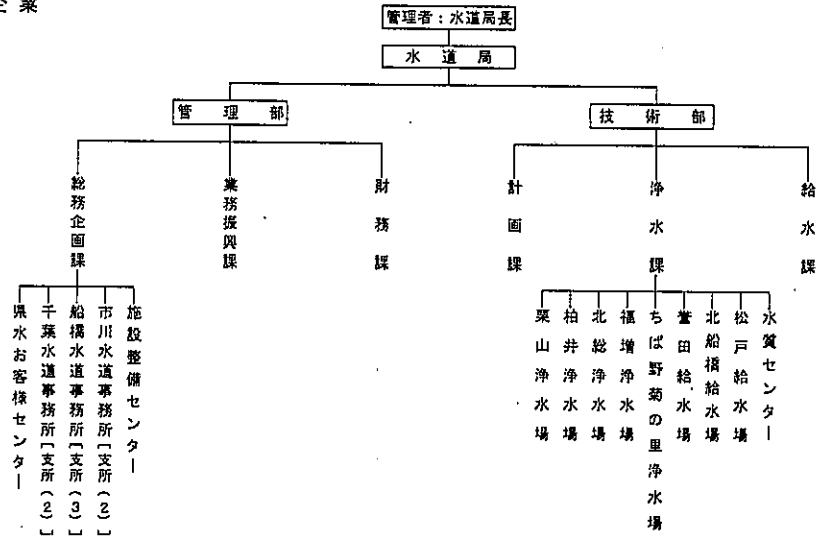 企業
管理者：水道局長
水道局
管理部
技術部
総務企画課
業務振興課
財務課
計画課
浄水課
給水課
県水お客様センター
千葉水道事務所［支所（2）］
船橋水道事務所［支所（3）］
市川水道事務所［支所（2）］
施設整備センター
栗山浄水場
柏井浄水場
北総浄水場
福増浄水場
ちば野菊の里浄水場
誉田給水場
北船橋給水場
松戸給水場
水質センター